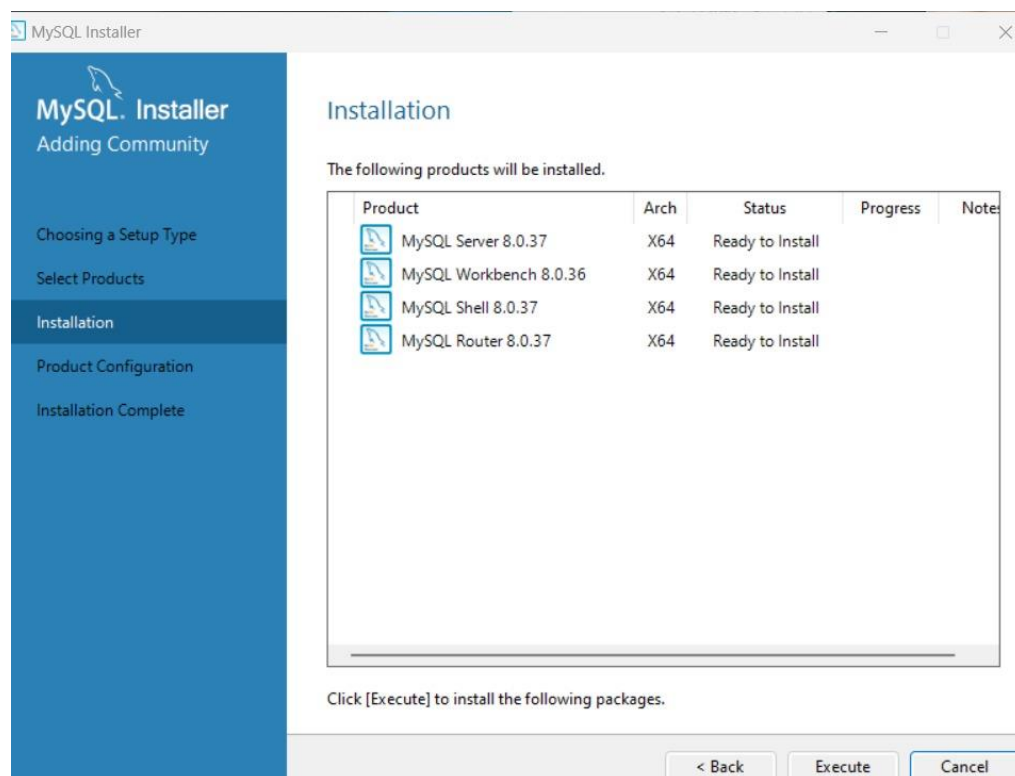 MySQL Installer
MySQL. Installer
Adding Community
Choosing a Setup Type
Select Products
Installation
Product Configuration
Installation Complete
Installation
The following products will be installed.
Product Arch Status Progress Notes
MySQL Server 8.0.37 X64 Ready to Install
MySQL Workbench 8.0.36 X64 Ready to Install
MySQL Shell 8.0.37 X64 Ready to Install
MySQL Router 8.0.37 X64 Ready to Install
Click [Execute] to install the following packages.
< Back Execute Cancel